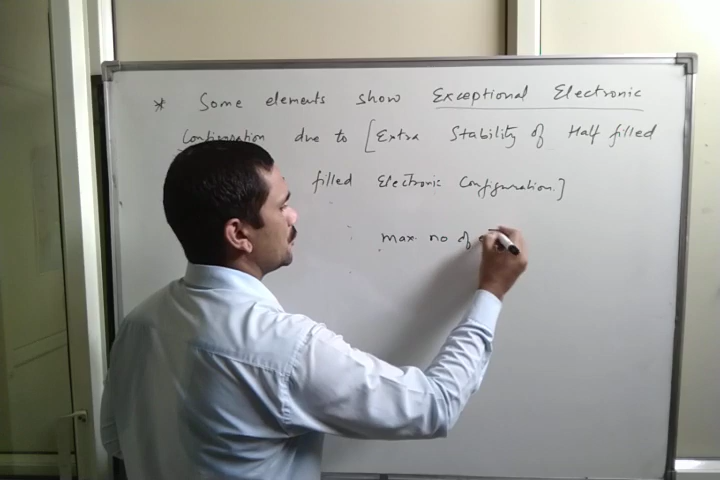 * Some elements show Exceptional Electronic
Configuration due to [Extra Stability of Half filled
filled Electronic Configuration.]
max. no of